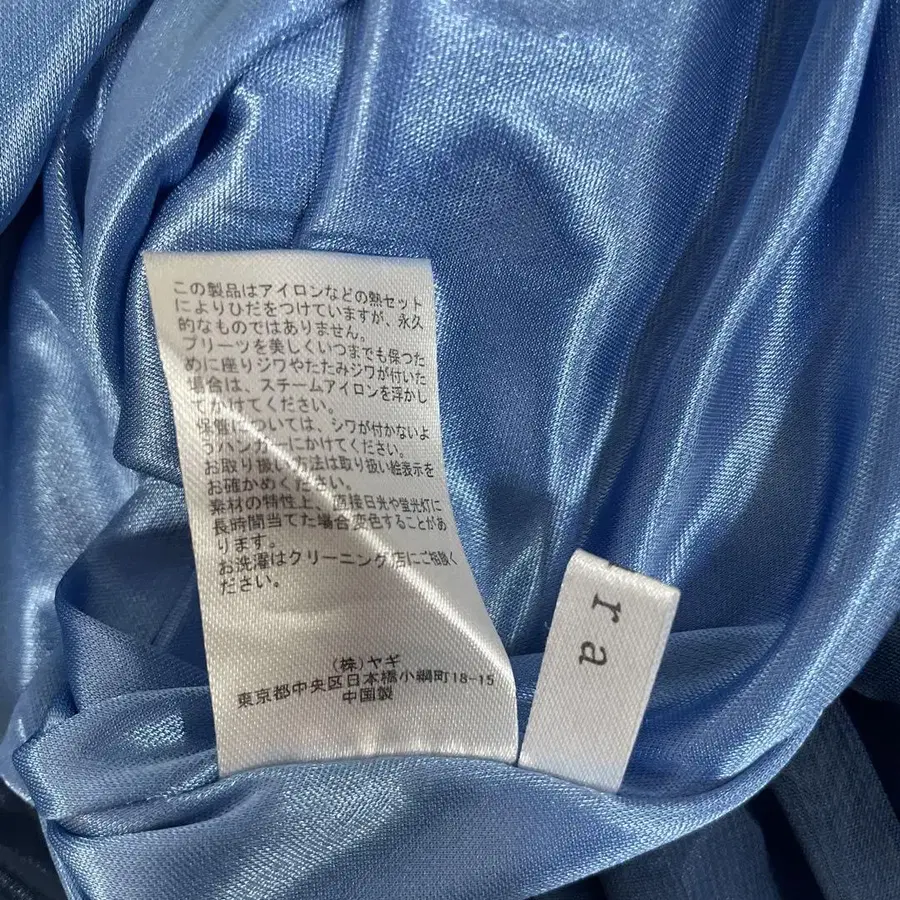 この製品はアイロンなどの熱セット
によりひだをつけていますが、永久
的なものではありません。
プリーツを美しくいつまでも保つた
めに座りジワやたたみジワが付いた
場合は、スチームアイロンを浮かし
てかけてください。
保管については、シワが付かないよ
うハンガーにかけてください。
お取り扱い方法は取り扱い絵表示を
お確かめください。
素材の特性上、直接日光や蛍光灯に
長時間当てた場合変色することがあ
ります。
お洗濯はクリーニング店にご相談く
ださい。
(株)ヤギ
東京都中央区日本橋小網町18-15
中国製
ra